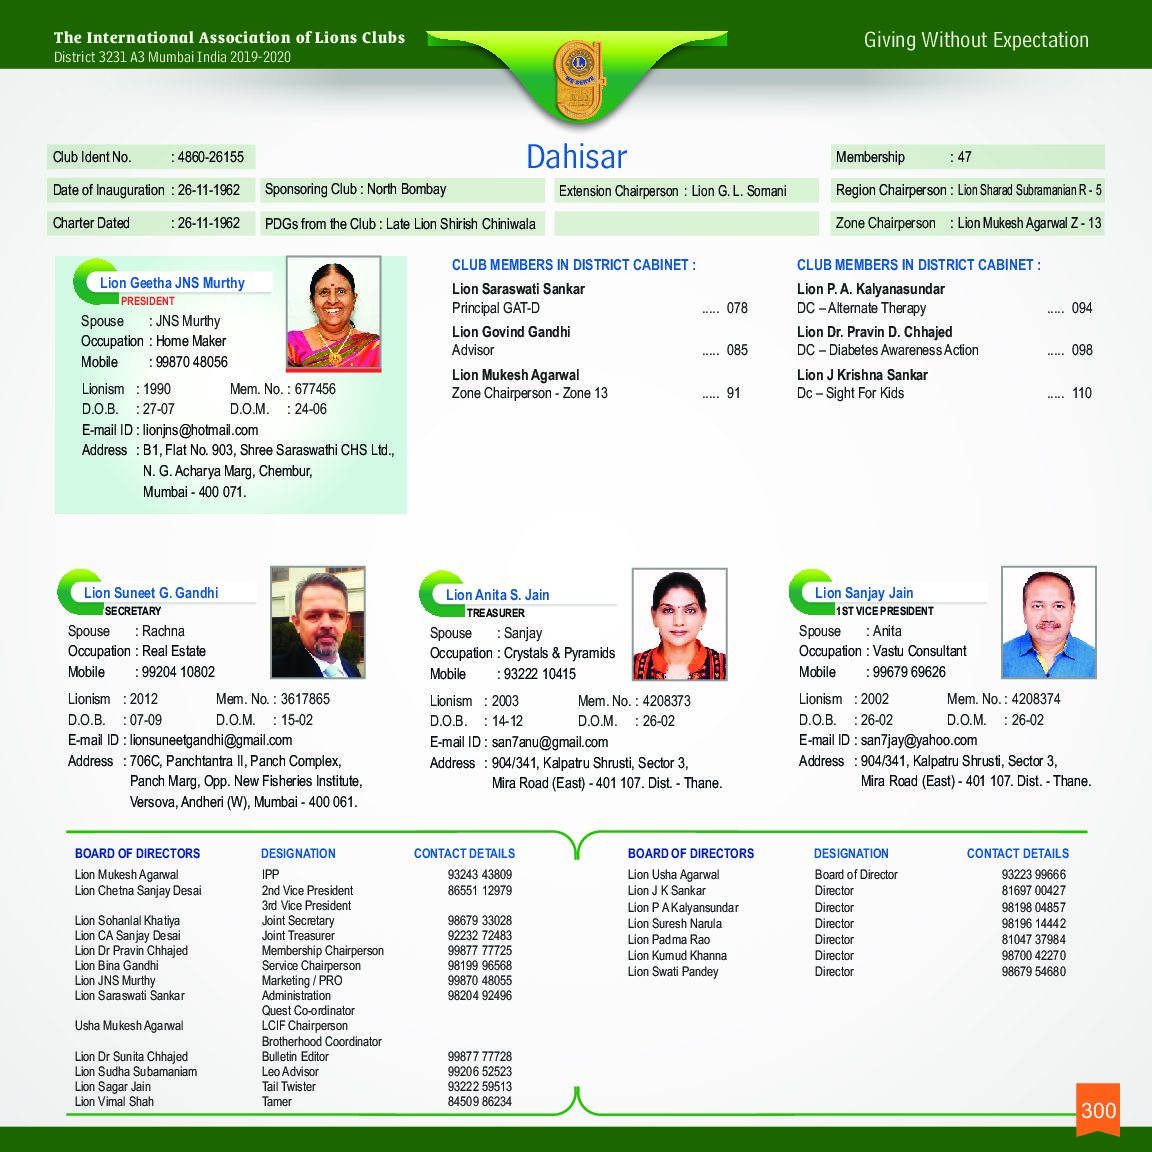 The International Association of Lions Clubs
District 3231 A3 Mumbai India 2019-2020
Giving Without Expectation
WE SERVE
Dahisar
Club Ident No. : 4860-26155
Membership : 47
Date of Inauguration : 26-11-1962
Sponsoring Club : North Bombay
Extension Chairperson : Lion G. L. Somani
Region Chairperson : Lion Sharad Subramanian R - 5
Charter Dated : 26-11-1962
PDGs from the Club : Late Lion Shirish Chiniwala
Zone Chairperson : Lion Mukesh Agarwal Z - 13
Lion Geetha JNS Murthy
PRESIDENT
Spouse : JNS Murthy
Occupation : Home Maker
Mobile : 99870 48056
Lionism : 1990 Mem. No. : 677456
D.O.B. : 27-07 D.O.M. : 24-06
E-mail ID : lionjns@hotmail.com
Address : B1, Flat No. 903, Shree Saraswathi CHS Ltd.,
N. G. Acharya Marg, Chembur,
Mumbai - 400 071.
CLUB MEMBERS IN DISTRICT CABINET :
Lion Saraswati Sankar
Principal GAT-D ..... 078
Lion Govind Gandhi
Advisor ..... 085
Lion Mukesh Agarwal
Zone Chairperson - Zone 13 ..... 91
CLUB MEMBERS IN DISTRICT CABINET :
Lion P. A. Kalyanasundar
DC – Alternate Therapy ..... 094
Lion Dr. Pravin D. Chhajed
DC – Diabetes Awareness Action ..... 098
Lion J Krishna Sankar
Dc – Sight For Kids ..... 110
Lion Suneet G. Gandhi
SECRETARY
Spouse : Rachna
Occupation : Real Estate
Mobile : 99204 10802
Lionism : 2012 Mem. No. : 3617865
D.O.B. : 07-09 D.O.M. : 15-02
E-mail ID : lionsuneetgandhi@gmail.com
Address : 706C, Panchtantra II, Panch Complex,
Panch Marg, Opp. New Fisheries Institute,
Versova, Andheri (W), Mumbai - 400 061.
Lion Anita S. Jain
TREASURER
Spouse : Sanjay
Occupation : Crystals & Pyramids
Mobile : 93222 10415
Lionism : 2003 Mem. No. : 4208373
D.O.B. : 14-12 D.O.M. : 26-02
E-mail ID : san7anu@gmail.com
Address : 904/341, Kalpatru Shrusti, Sector 3,
Mira Road (East) - 401 107. Dist. - Thane.
Lion Sanjay Jain
1ST VICE PRESIDENT
Spouse : Anita
Occupation : Vastu Consultant
Mobile : 99679 69626
Lionism : 2002 Mem. No. : 4208374
D.O.B. : 26-02 D.O.M. : 26-02
E-mail ID : san7jay@yahoo.com
Address : 904/341, Kalpatru Shrusti, Sector 3,
Mira Road (East) - 401 107. Dist. - Thane.
BOARD OF DIRECTORS DESIGNATION CONTACT DETAILS
Lion Mukesh Agarwal IPP 93243 43809
Lion Chetna Sanjay Desai 2nd Vice President 86551 12979
3rd Vice President
Lion Sohanlal Khatiya Joint Secretary 98679 33028
Lion CA Sanjay Desai Joint Treasurer 92232 72483
Lion Dr Pravin Chhajed Membership Chairperson 99877 77725
Lion Bina Gandhi Service Chairperson 98199 96568
Lion JNS Murthy Marketing / PRO 99870 48055
Lion Saraswati Sankar Administration 98204 92496
Quest Co-ordinator
Usha Mukesh Agarwal LCIF Chairperson
Brotherhood Coordinator
Lion Dr Sunita Chhajed Bulletin Editor 99877 77728
Lion Sudha Subamaniam Leo Advisor 99206 52523
Lion Sagar Jain Tail Twister 93222 59513
Lion Vimal Shah Tamer 84509 86234
BOARD OF DIRECTORS DESIGNATION CONTACT DETAILS
Lion Usha Agarwal Board of Director 93223 99666
Lion J K Sankar Director 81697 00427
Lion P A Kalyansundar Director 98198 04857
Lion Suresh Narula Director 98196 14442
Lion Padma Rao Director 81047 37984
Lion Kumud Khanna Director 98700 42270
Lion Swati Pandey Director 98679 54680
300